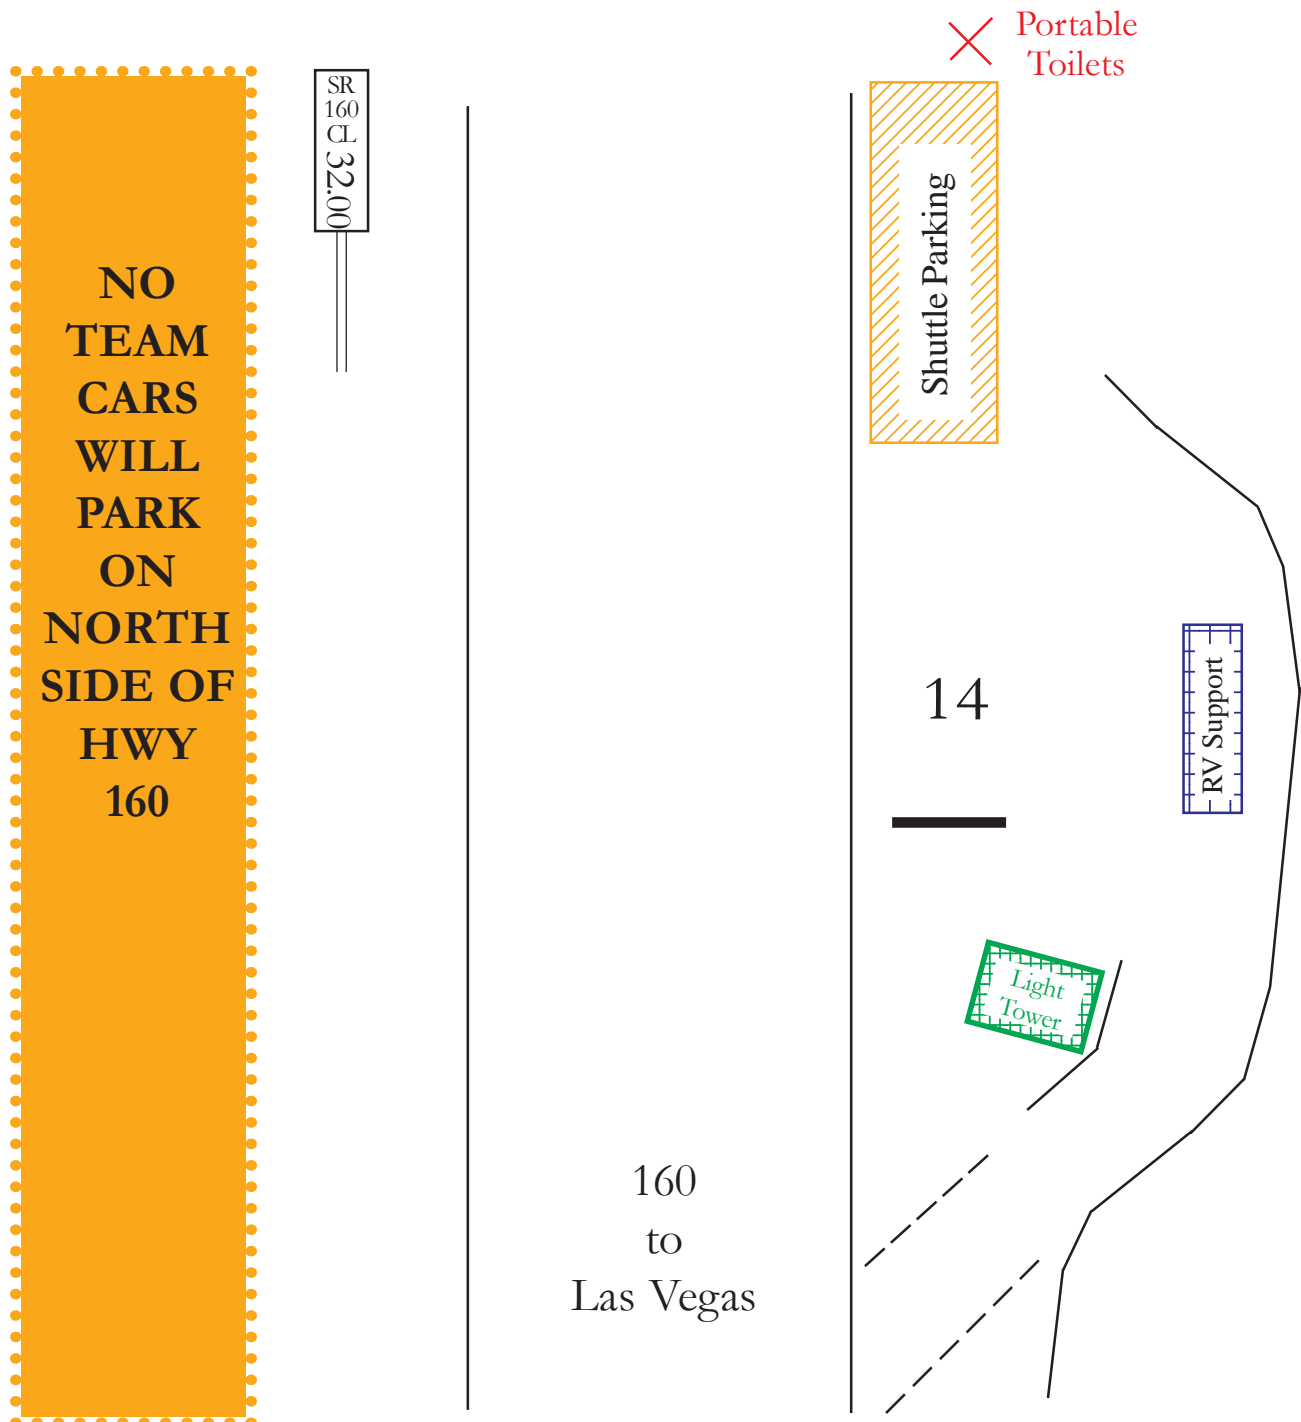 Portable
Toilets
SR
160
CL
32.00
Shuttle Parking
NO
TEAM
CARS
WILL
PARK
ON
NORTH
SIDE OF
HWY
160
14
RV Support
Light
Tower
160
to
Las Vegas